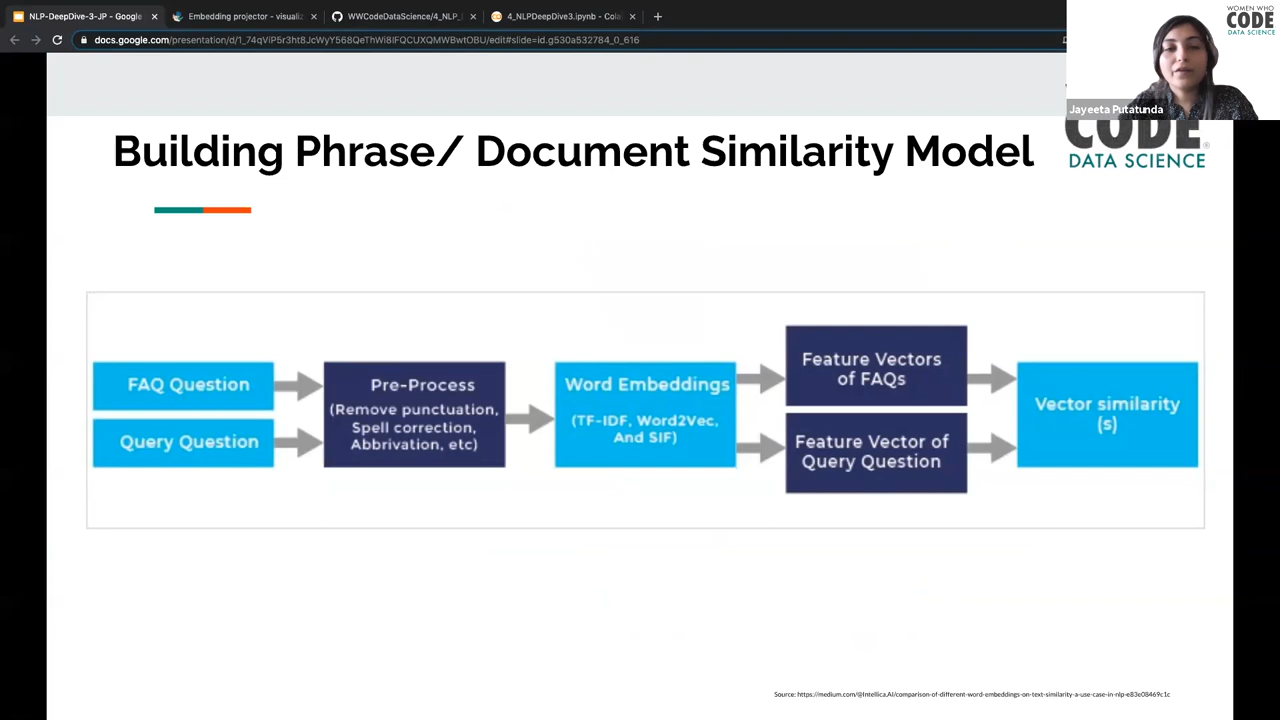 NLP-DeepDive-3-JP - Google
Embedding projector - visuali
WWCodeDataScience/4_NLP_
4_NLPDeepDive3.ipynb - Cola
docs.google.com/presentation/d/1_74qViP5r3ht8JcWyY568QeThWi8IFQCUXQMWBwtOBU/edit#slide=id.g530a532784_0_616
WOMEN WHO
CODE
DATA SCIENCE
Jayeeta Putatunda
CODE
DATA SCIENCE
Building Phrase/ Document Similarity Model
FAQ Question
Query Question
Pre-Process
(Remove punctuation,
Spell correction,
Abbrivation, etc)
Word Embeddings
(TF-IDF, Word2Vec,
And SIF)
Feature Vectors
of FAQs
Feature Vector of
Query Question
Vector similarity
(s)
Source: https://medium.com/@Intellica.AI/comparison-of-different-word-embeddings-on-text-similarity-a-use-case-in-nlp-e83e08469c1c